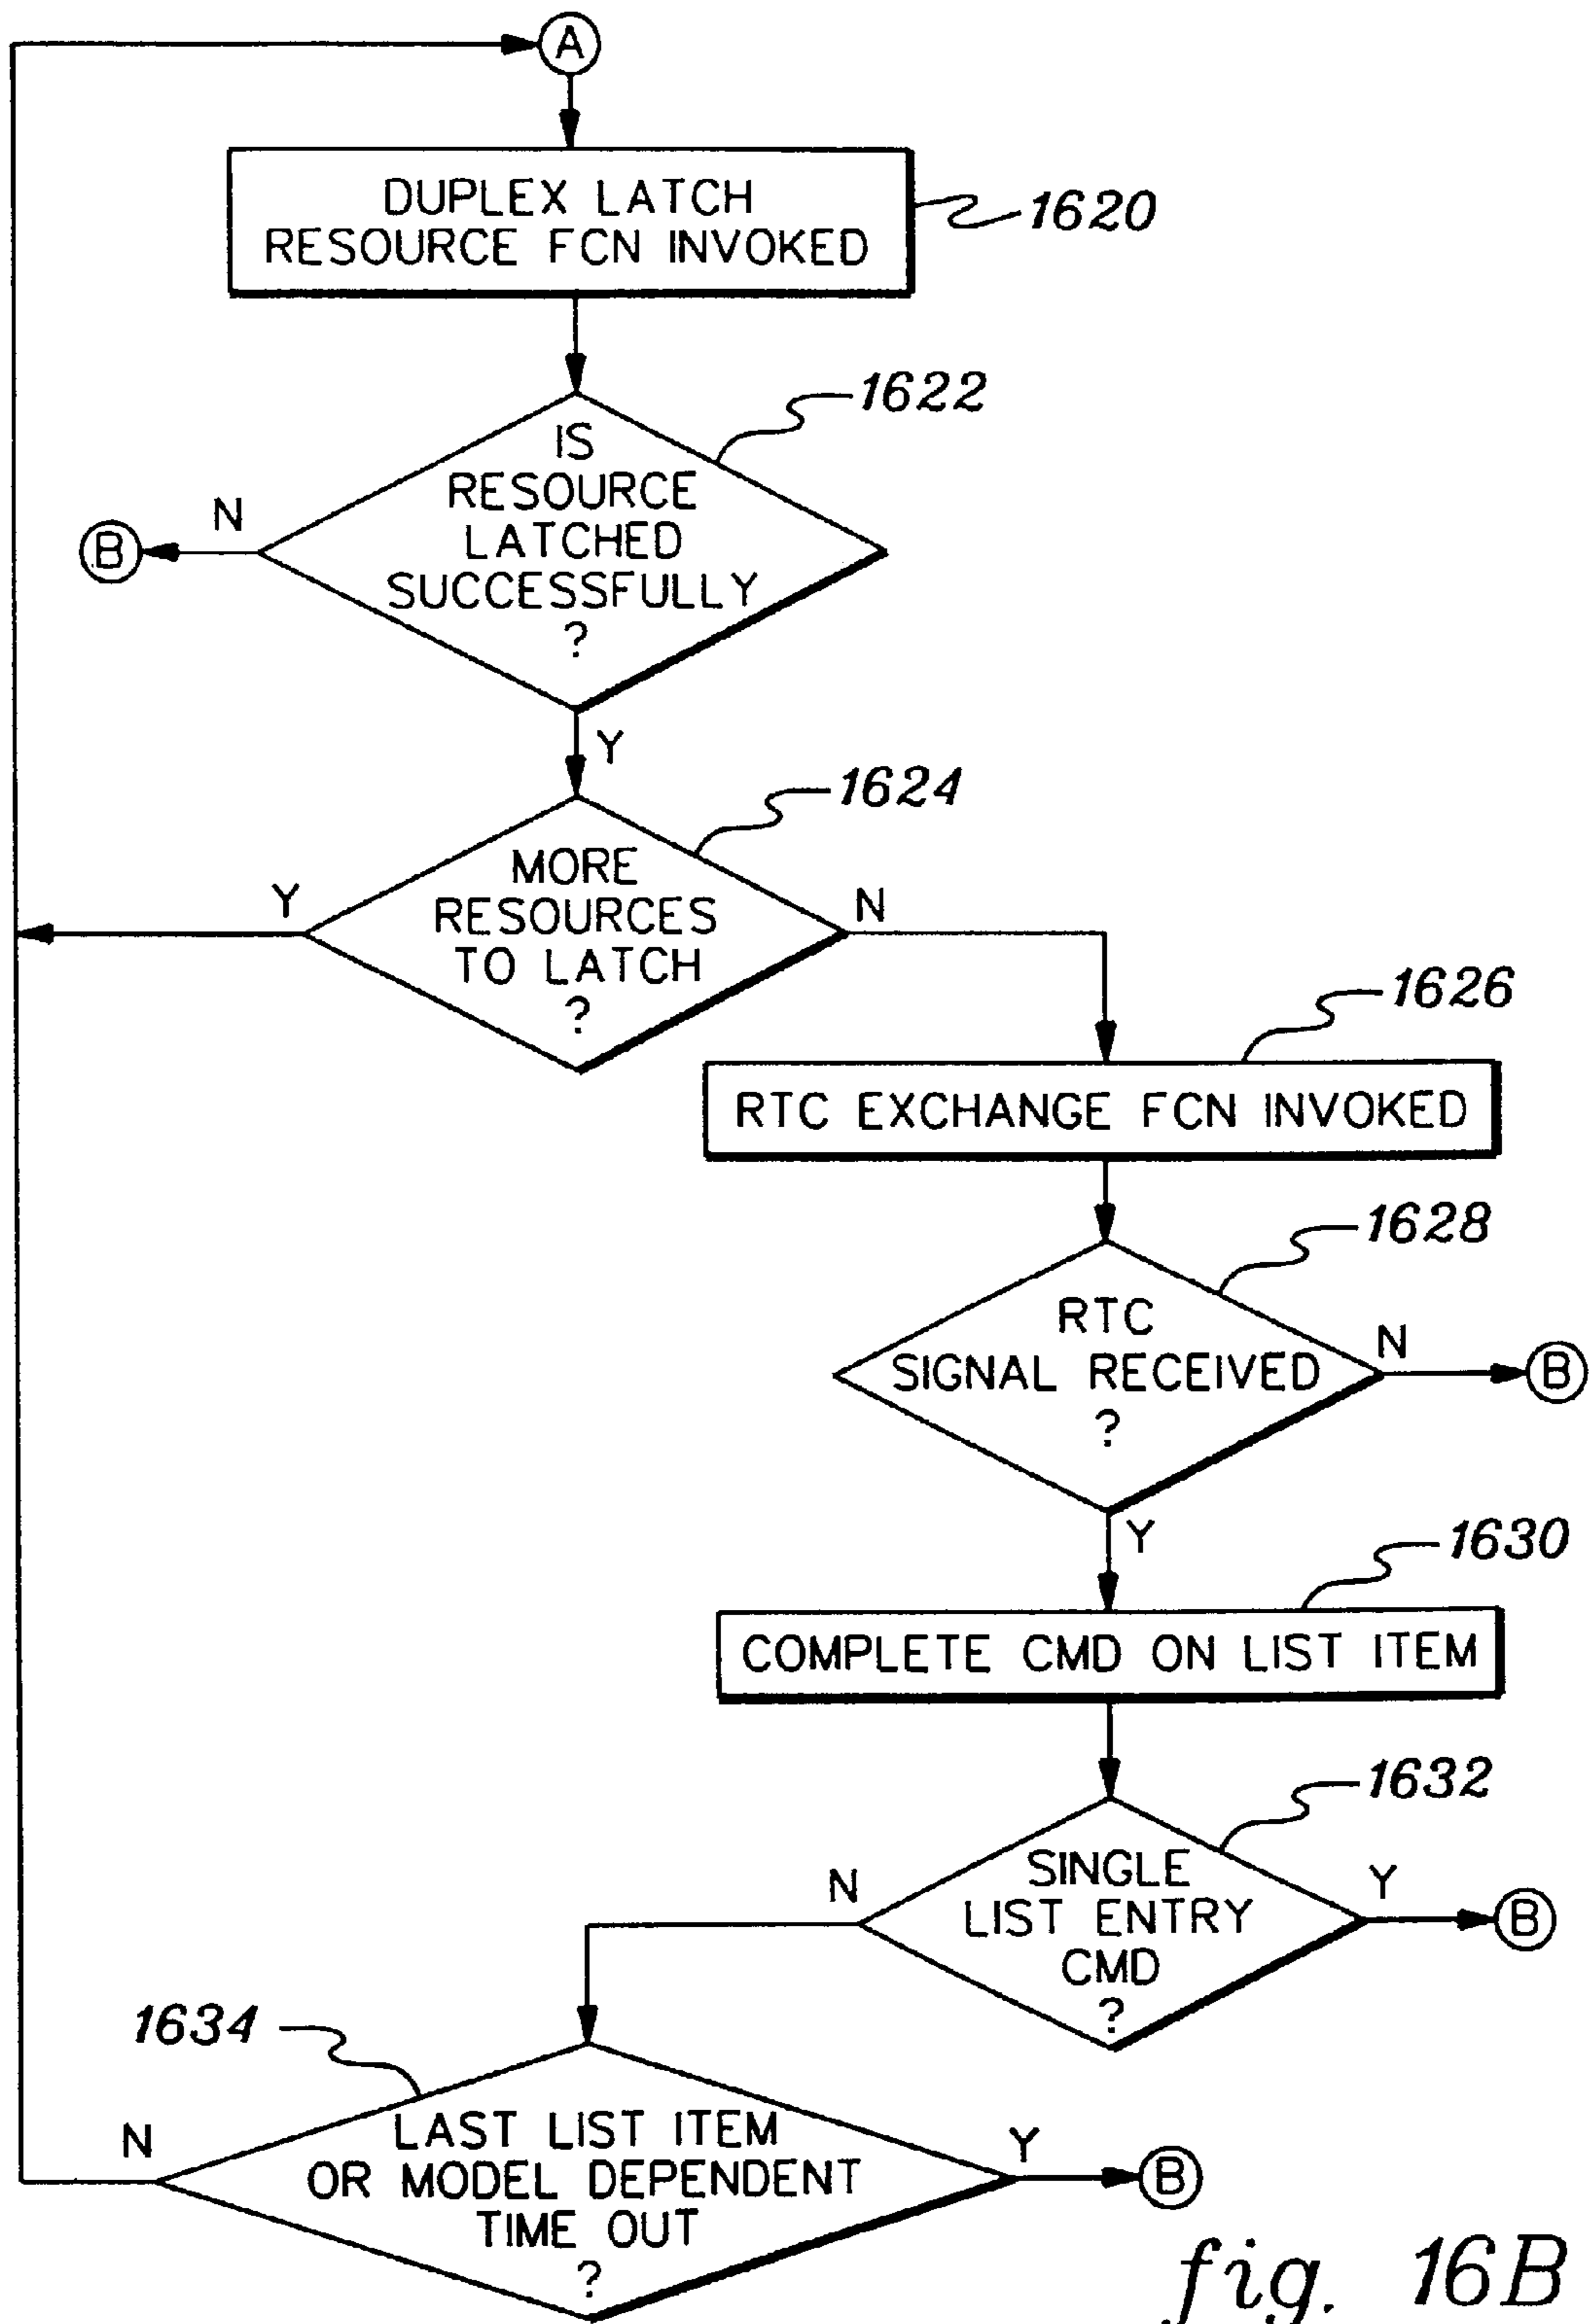 A
DUPLEX LATCH
RESOURCE FCN INVOKED
1620
1622
IS
RESOURCE
LATCHED
SUCCESSFULLY
?
N
B
Y
1624
MORE
RESOURCES
TO LATCH
?
Y
N
1626
RTC EXCHANGE FCN INVOKED
1628
RTC
SIGNAL RECEIVED
?
N
B
Y
1630
COMPLETE CMD ON LIST ITEM
1632
SINGLE
LIST ENTRY
CMD
?
N
Y
B
1634
LAST LIST ITEM
OR MODEL DEPENDENT
TIME OUT
?
N
Y
B
fig. 16B